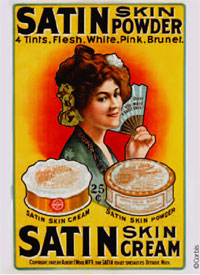 SATIN SKIN
POWDER
4 Tints, Flesh, White, Pink, Brunet.
25
¢
SATIN SKIN CREAM
SATIN SKIN POWDER
SATIN SKIN
CREAM
©Corbis